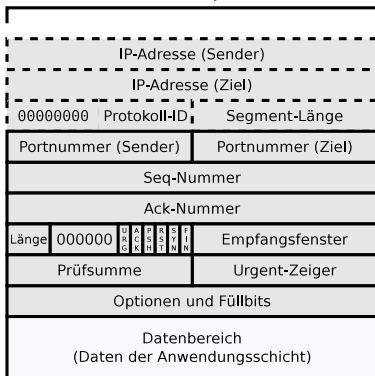 IP-Adresse (Sender)
IP-Adresse (Ziel)
00000000 Protokoll-ID Segment-Länge
Portnummer (Sender) Portnummer (Ziel)
Seq-Nummer
Ack-Nummer
Länge 000000 URG ACK PSH RST SYN FIN Empfangsfenster
Prüfsumme Urgent-Zeiger
Optionen und Füllbits
Datenbereich
(Daten der Anwendungsschicht)